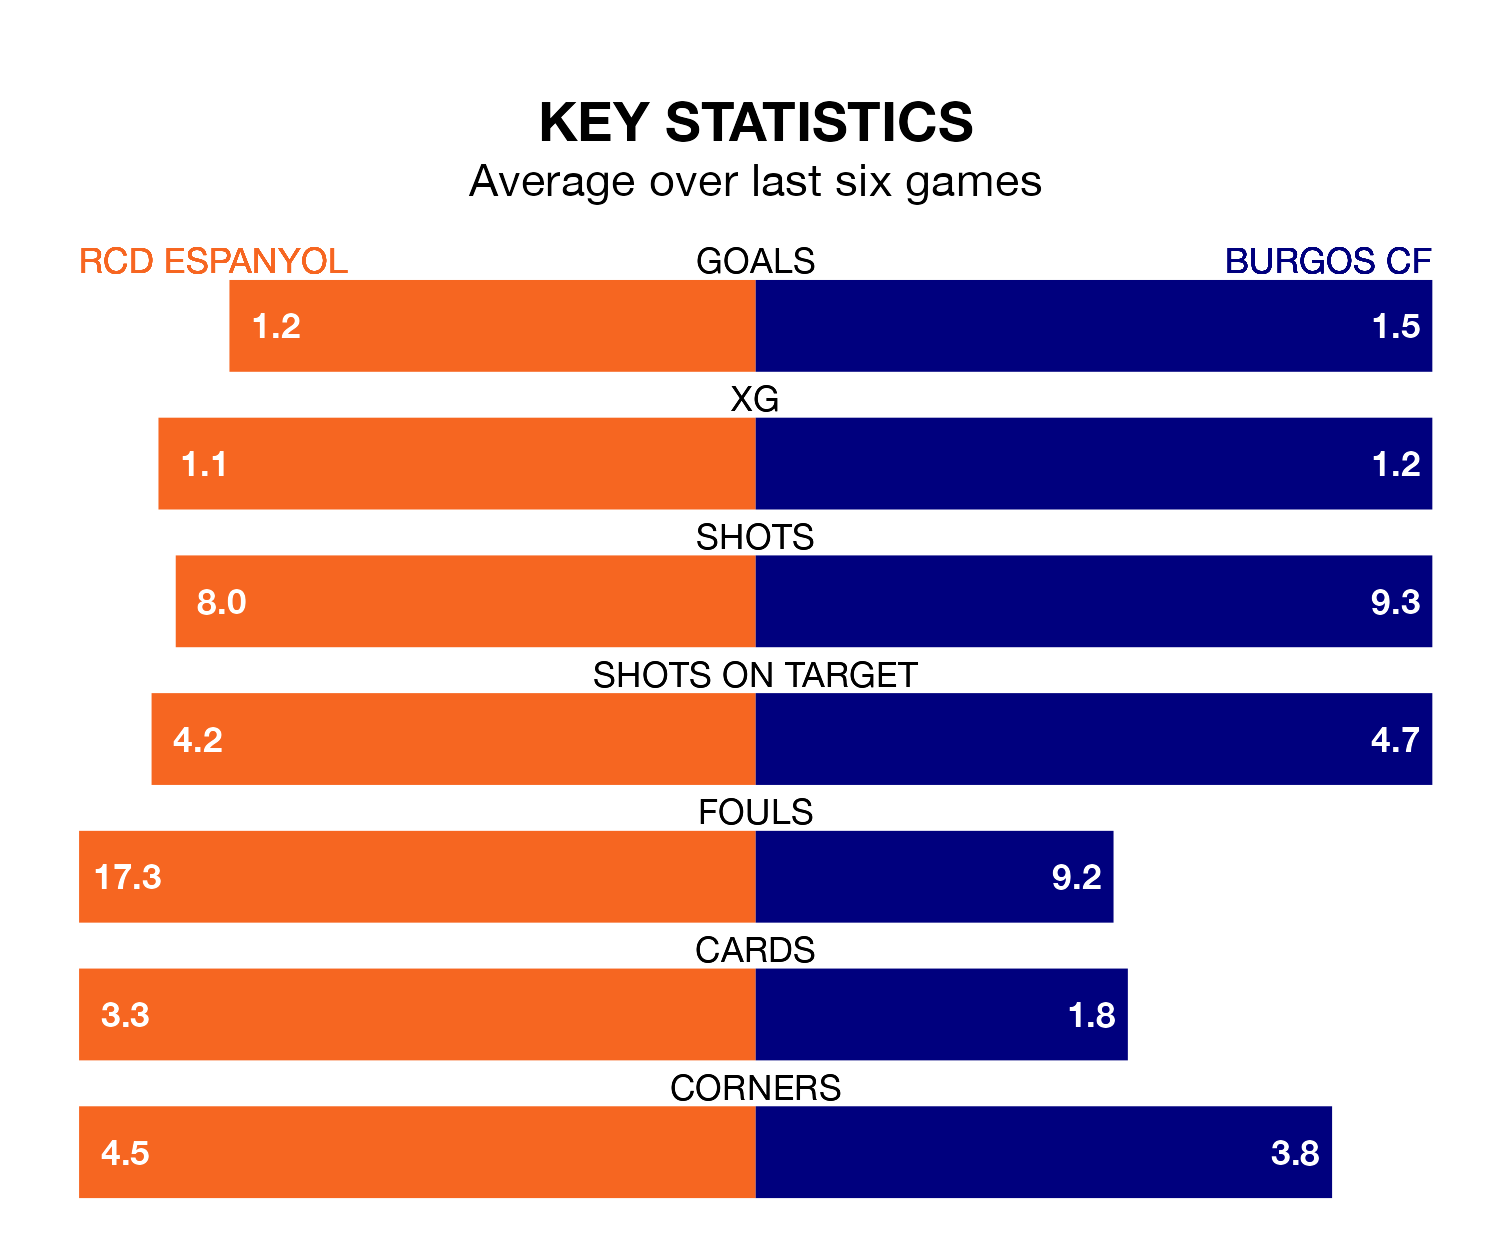 KEY STATISTICS
Average over last six games
RCD ESPANYOL GOALS BURGOS CF
1.2 1.5
XG
1.1 1.2
SHOTS
8.0 9.3
SHOTS ON TARGET
4.2 4.7
FOULS
17.3 9.2
CARDS
3.3 1.8
CORNERS
4.5 3.8